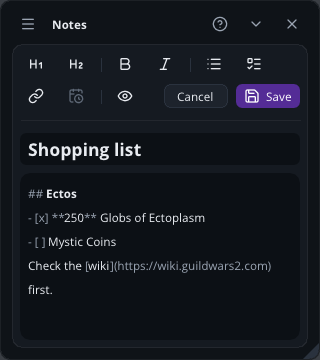 Notes
H1 H2 B I
Cancel Save
Shopping list
## Ectos
- [x] **250** Globs of Ectoplasm
- [ ] Mystic Coins
Check the [wiki](https://wiki.guildwars2.com)
first.